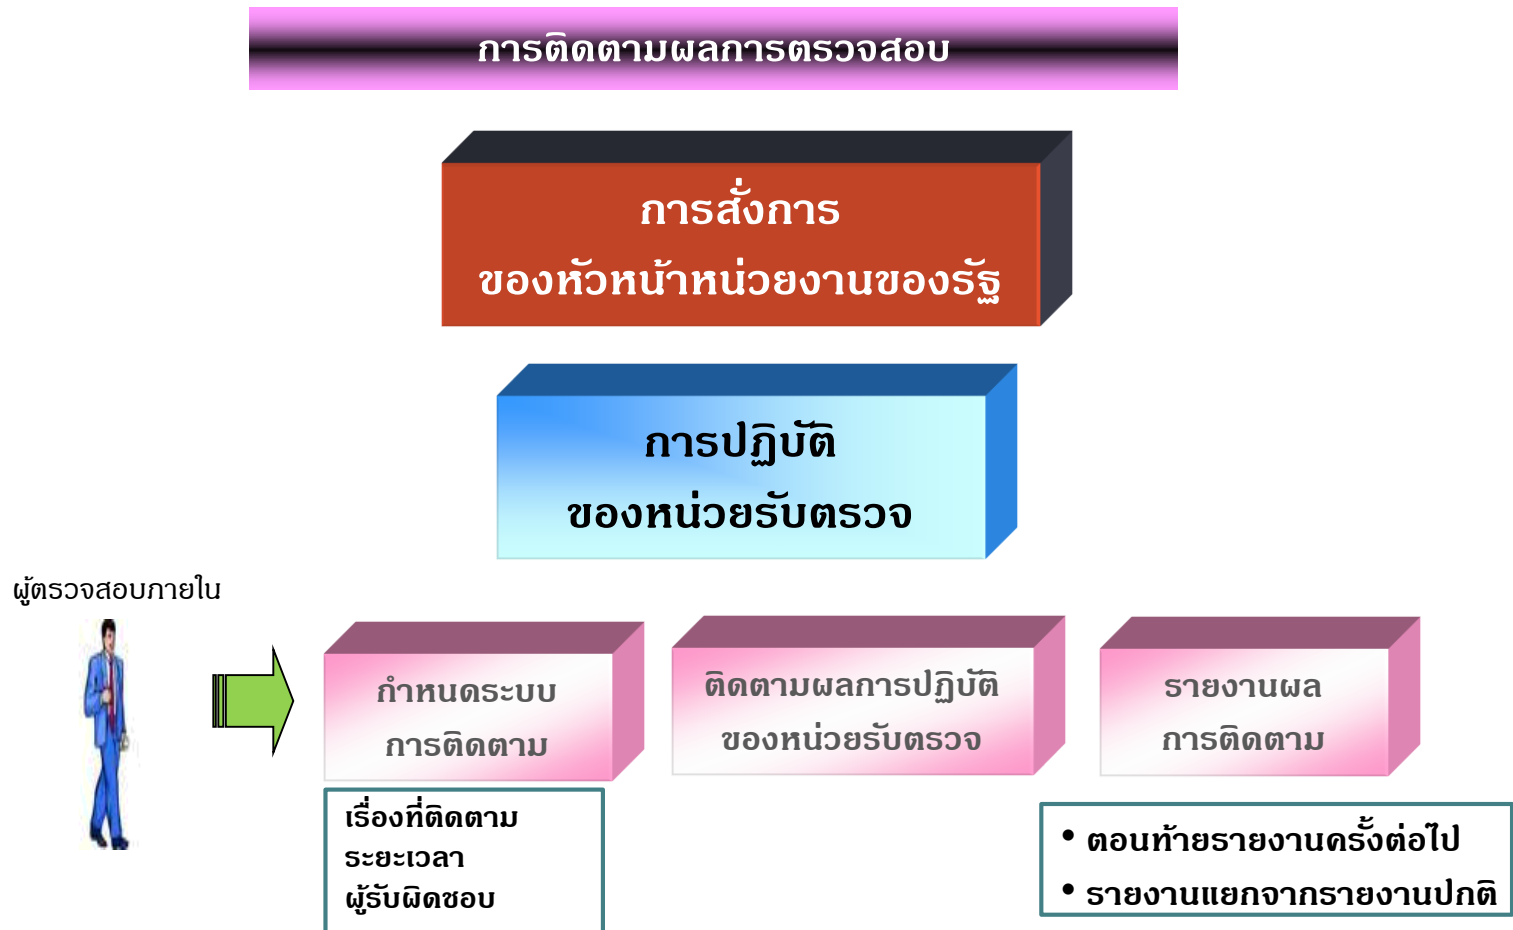 การติดตามผลการตรวจสอบ
การสั่งการ
ของหัวหน้าหน่วยงานของรัฐ
การปฏิบัติ
ของหน่วยรับตรวจ
ผู้ตรวจสอบภายใน
กำหนดระบบ
การติดตาม
ติดตามผลการปฏิบัติ
ของหน่วยรับตรวจ
รายงานผล
การติดตาม
เรื่องที่ติดตาม
ระยะเวลา
ผู้รับผิดชอบ
• ตอนท้ายรายงานครั้งต่อไป
• รายงานแยกจากรายงานปกติ